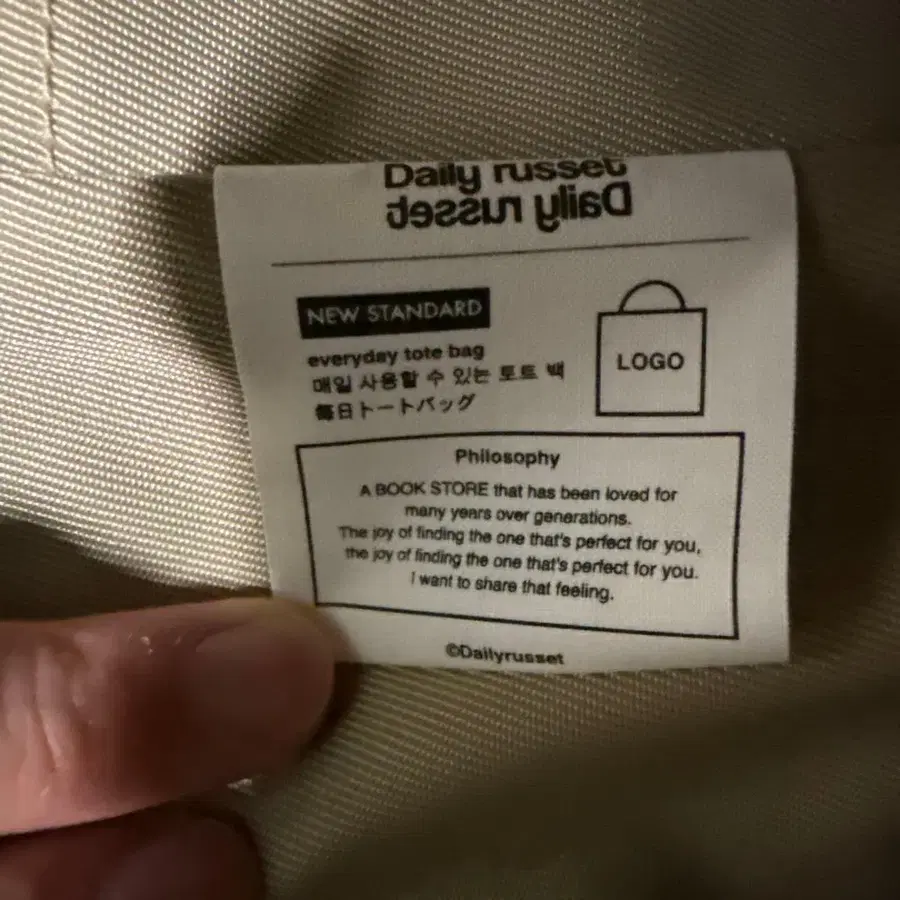 Daily russet
Daily russet
NEW STANDARD
everyday tote bag
매일 사용할 수 있는 토트 백
毎日トートバッグ
LOGO
Philosophy
A BOOK STORE that has been loved for
many years over generations.
The joy of finding the one that's perfect for you,
the joy of finding the one that's perfect for you.
I want to share that feeling.
©Dailyrusset